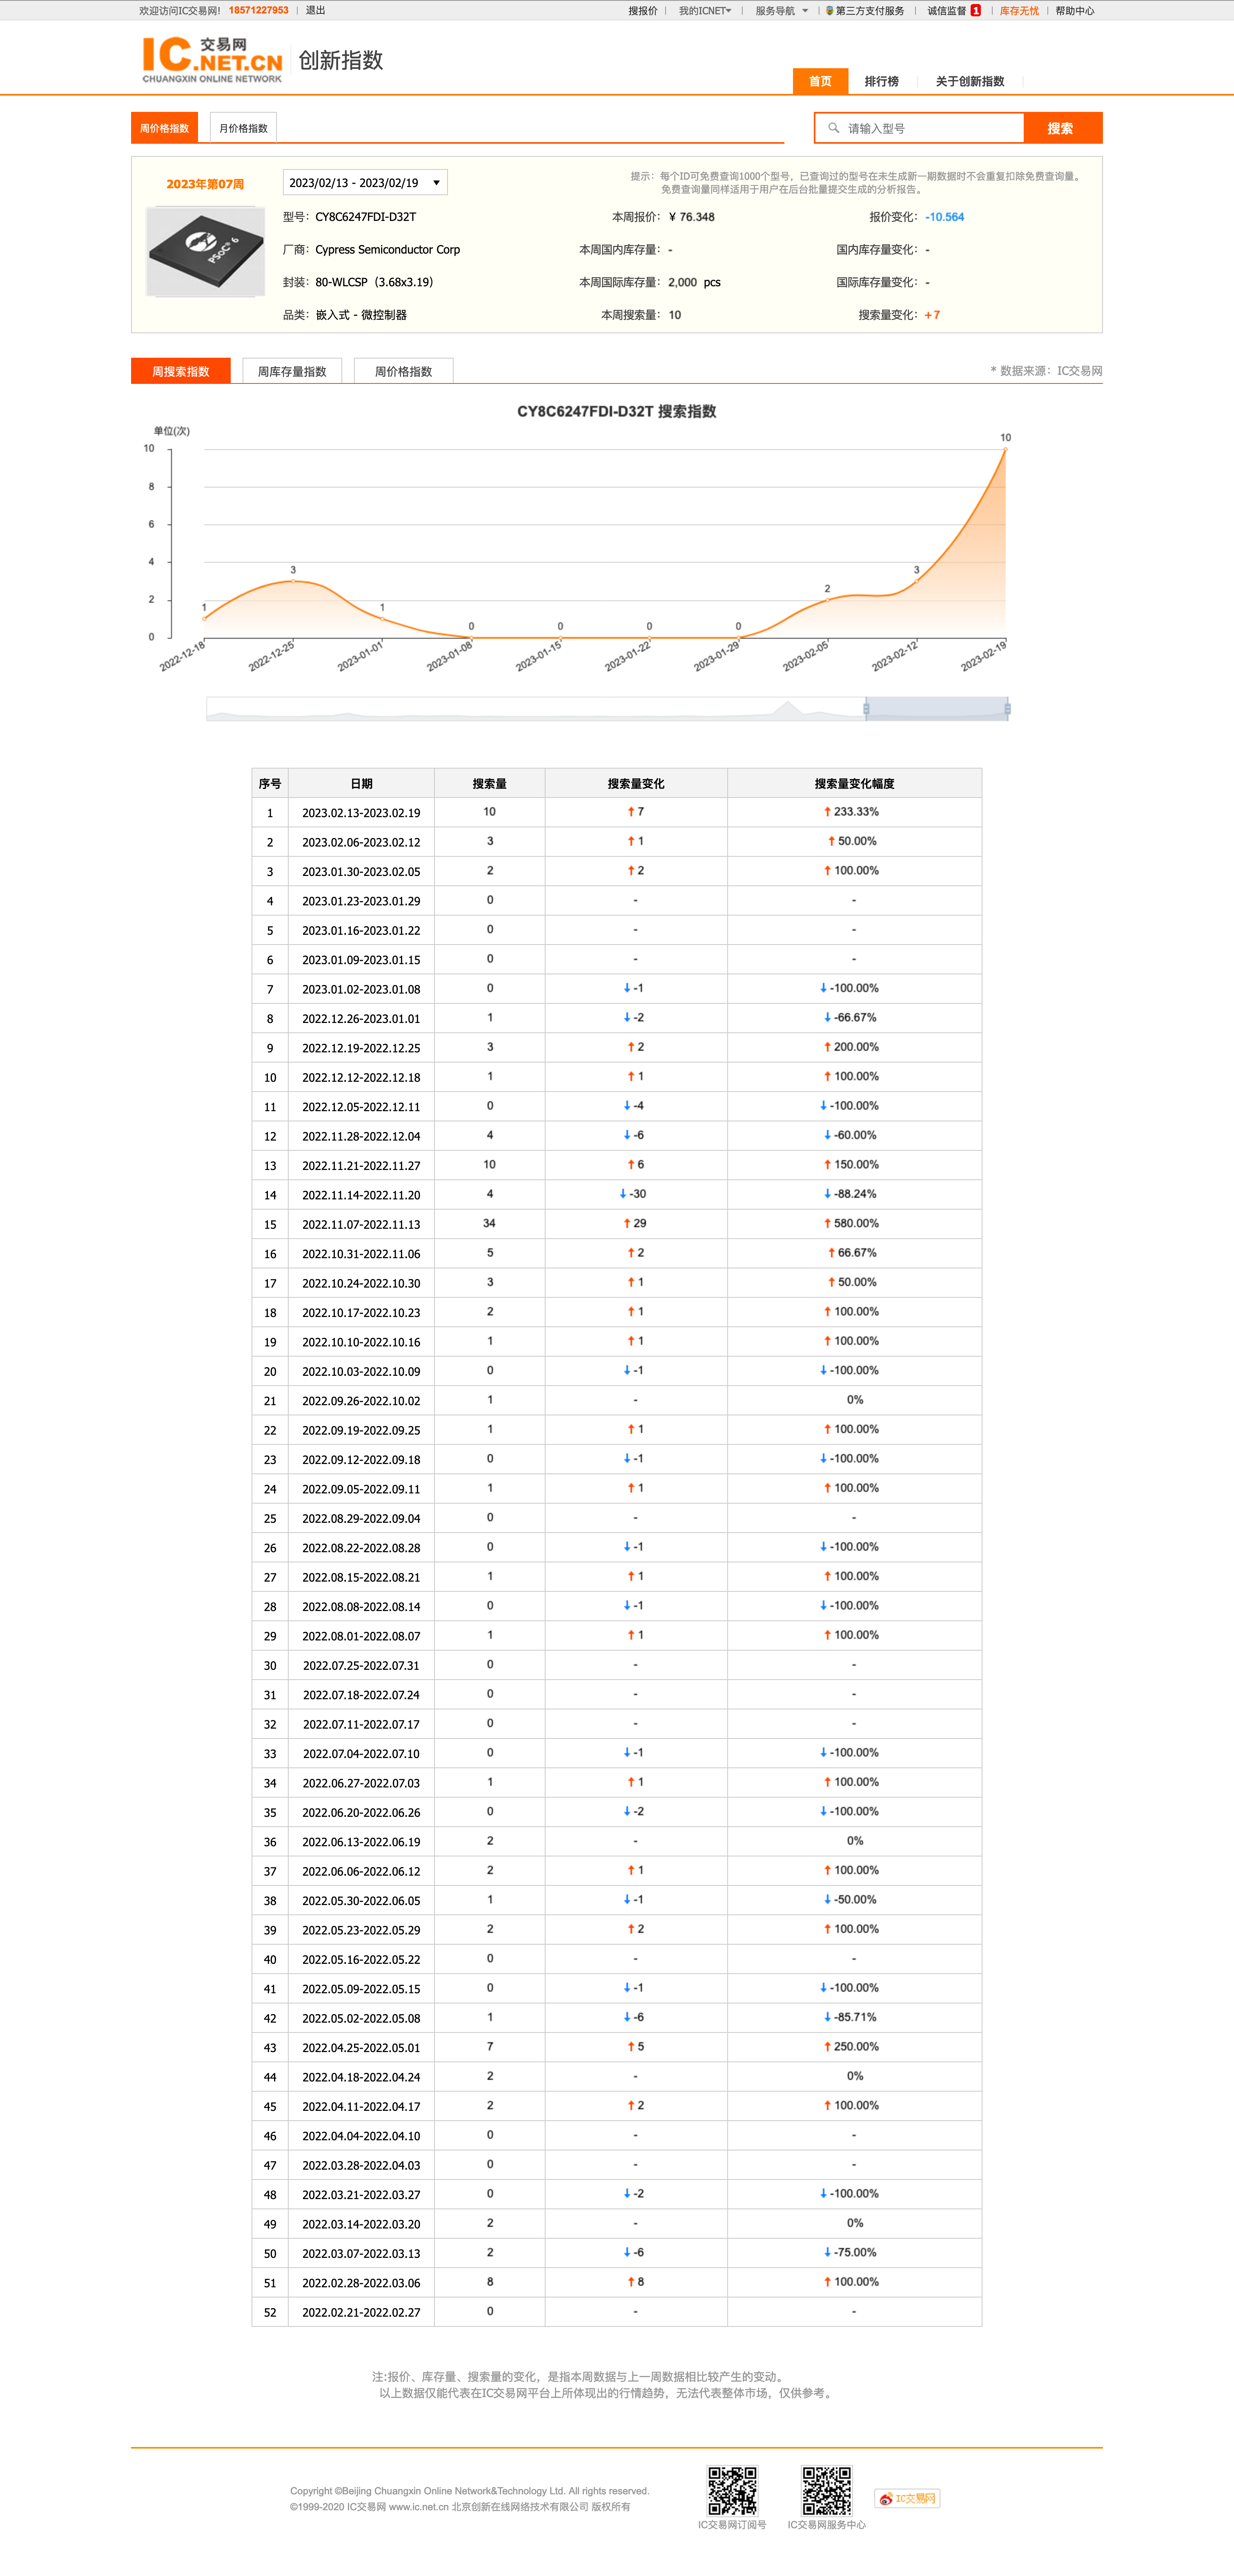 欢迎访问IC交易网! 18571227953 | 退出 搜报价 | 我的ICNET | 服务导航 | 第三方支付服务 | 诚信监督 1 | 库存无忧 | 帮助中心
IC 交易网 .NET.CN
CHUANGXIN ONLINE NETWORK
创新指数
首页 排行榜 关于创新指数
周价格指数 月价格指数 请输入型号 搜索
2023年第07周 2023/02/13 - 2023/02/19
提示：每个ID可免费查询1000个型号，已查询过的型号在未生成新一期数据时不会重复扣除免费查询量。
免费查询量同样适用于用户在后台批量提交生成的分析报告。
PSoC® 6
型号：CY8C6247FDI-D32T 本周报价：¥ 76.348 报价变化：-10.564
厂商：Cypress Semiconductor Corp 本周国内库存量：- 国内库存量变化：-
封装：80-WLCSP（3.68x3.19） 本周国际库存量：2,000 pcs 国际库存量变化：-
品类：嵌入式 - 微控制器 本周搜索量：10 搜索量变化：+7
周搜索指数 周库存量指数 周价格指数 * 数据来源：IC交易网
CY8C6247FDI-D32T 搜索指数
单位(次)
10
8
6
4
2
0
1 3 1 0 0 0 0 2 3 10
2022-12-18 2022-12-25 2023-01-01 2023-01-08 2023-01-15 2023-01-22 2023-01-29 2023-02-05 2023-02-12 2023-02-19
序号 日期 搜索量 搜索量变化 搜索量变化幅度
1 2023.02.13-2023.02.19 10 ↑7 ↑233.33%
2 2023.02.06-2023.02.12 3 ↑1 ↑50.00%
3 2023.01.30-2023.02.05 2 ↑2 ↑100.00%
4 2023.01.23-2023.01.29 0 - -
5 2023.01.16-2023.01.22 0 - -
6 2023.01.09-2023.01.15 0 - -
7 2023.01.02-2023.01.08 0 ↓-1 ↓-100.00%
8 2022.12.26-2023.01.01 1 ↓-2 ↓-66.67%
9 2022.12.19-2022.12.25 3 ↑2 ↑200.00%
10 2022.12.12-2022.12.18 1 ↑1 ↑100.00%
11 2022.12.05-2022.12.11 0 ↓-4 ↓-100.00%
12 2022.11.28-2022.12.04 4 ↓-6 ↓-60.00%
13 2022.11.21-2022.11.27 10 ↑6 ↑150.00%
14 2022.11.14-2022.11.20 4 ↓-30 ↓-88.24%
15 2022.11.07-2022.11.13 34 ↑29 ↑580.00%
16 2022.10.31-2022.11.06 5 ↑2 ↑66.67%
17 2022.10.24-2022.10.30 3 ↑1 ↑50.00%
18 2022.10.17-2022.10.23 2 ↑1 ↑100.00%
19 2022.10.10-2022.10.16 1 ↑1 ↑100.00%
20 2022.10.03-2022.10.09 0 ↓-1 ↓-100.00%
21 2022.09.26-2022.10.02 1 - 0%
22 2022.09.19-2022.09.25 1 ↑1 ↑100.00%
23 2022.09.12-2022.09.18 0 ↓-1 ↓-100.00%
24 2022.09.05-2022.09.11 1 ↑1 ↑100.00%
25 2022.08.29-2022.09.04 0 - -
26 2022.08.22-2022.08.28 0 ↓-1 ↓-100.00%
27 2022.08.15-2022.08.21 1 ↑1 ↑100.00%
28 2022.08.08-2022.08.14 0 ↓-1 ↓-100.00%
29 2022.08.01-2022.08.07 1 ↑1 ↑100.00%
30 2022.07.25-2022.07.31 0 - -
31 2022.07.18-2022.07.24 0 - -
32 2022.07.11-2022.07.17 0 - -
33 2022.07.04-2022.07.10 0 ↓-1 ↓-100.00%
34 2022.06.27-2022.07.03 1 ↑1 ↑100.00%
35 2022.06.20-2022.06.26 0 ↓-2 ↓-100.00%
36 2022.06.13-2022.06.19 2 - 0%
37 2022.06.06-2022.06.12 2 ↑1 ↑100.00%
38 2022.05.30-2022.06.05 1 ↓-1 ↓-50.00%
39 2022.05.23-2022.05.29 2 ↑2 ↑100.00%
40 2022.05.16-2022.05.22 0 - -
41 2022.05.09-2022.05.15 0 ↓-1 ↓-100.00%
42 2022.05.02-2022.05.08 1 ↓-6 ↓-85.71%
43 2022.04.25-2022.05.01 7 ↑5 ↑250.00%
44 2022.04.18-2022.04.24 2 - 0%
45 2022.04.11-2022.04.17 2 ↑2 ↑100.00%
46 2022.04.04-2022.04.10 0 - -
47 2022.03.28-2022.04.03 0 - -
48 2022.03.21-2022.03.27 0 ↓-2 ↓-100.00%
49 2022.03.14-2022.03.20 2 - 0%
50 2022.03.07-2022.03.13 2 ↓-6 ↓-75.00%
51 2022.02.28-2022.03.06 8 ↑8 ↑100.00%
52 2022.02.21-2022.02.27 0 - -
注:报价、库存量、搜索量的变化，是指本周数据与上一周数据相比较产生的变动。
以上数据仅能代表在IC交易网平台上所体现出的行情趋势，无法代表整体市场，仅供参考。
Copyright ©Beijing Chuangxin Online Network&Technology Ltd. All rights reserved.
©1999-2020 IC交易网 www.ic.net.cn 北京创新在线网络技术有限公司 版权所有
IC交易网订阅号 IC交易网服务中心 IC交易网